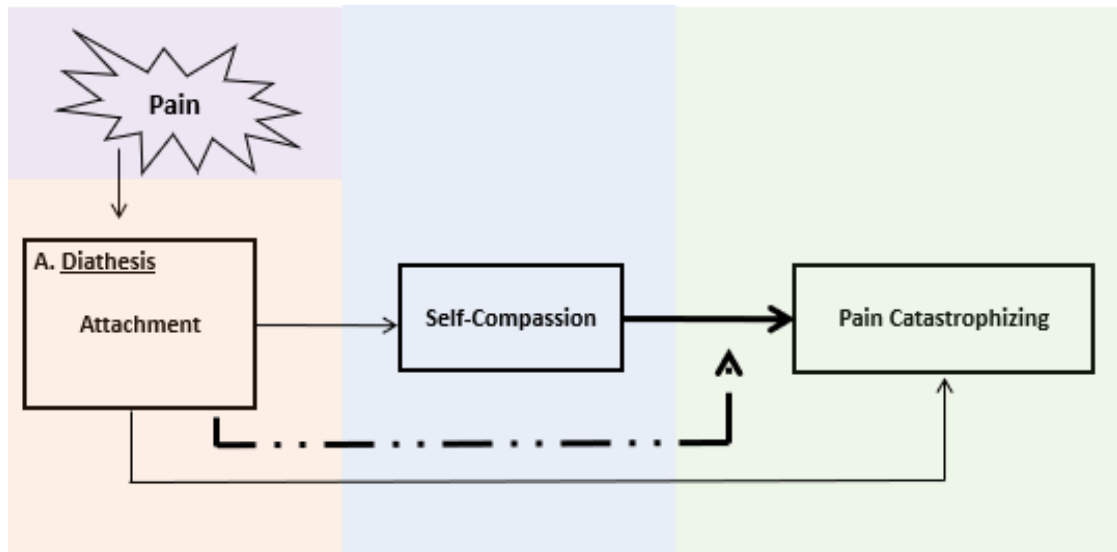 Pain
A. Diathesis
Attachment
Self-Compassion
Pain Catastrophizing